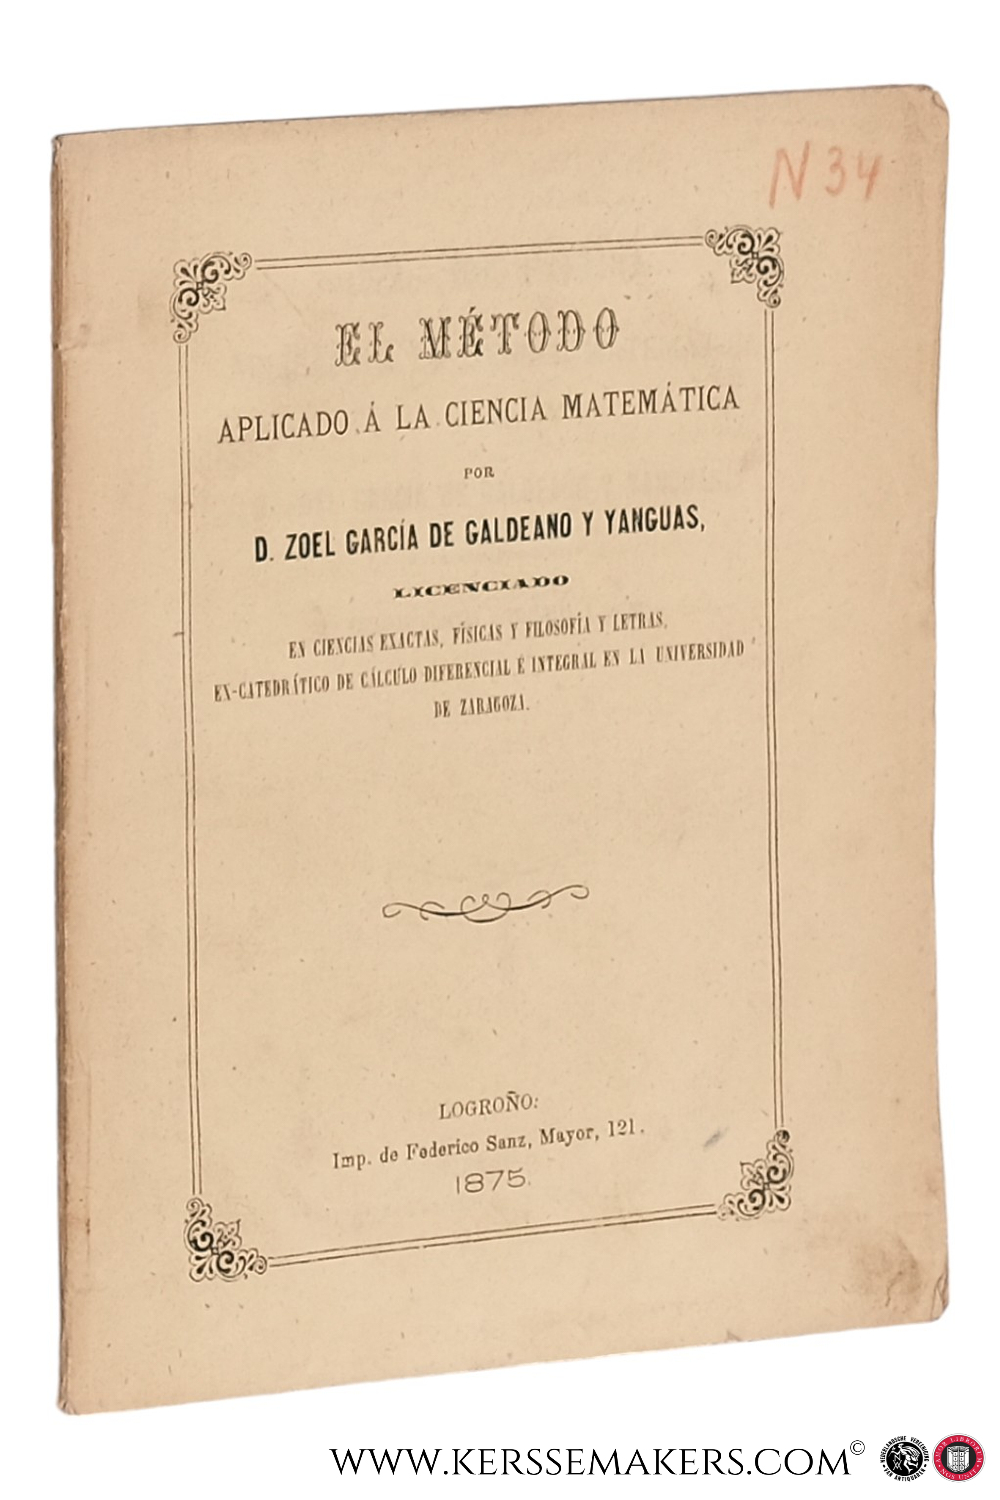 N 34
EL MÉTODO
APLICADO Á LA CIENCIA MATEMÁTICA
POR
D. ZOEL GARCÍA DE GALDEANO Y YANGUAS,
LICENCIADO
EN CIENCIAS EXACTAS, FÍSICAS Y FILOSOFÍA Y LETRAS,
EX-CATEDRÁTICO DE CÁLCULO DIFERENCIAL É INTEGRAL EN LA UNIVERSIDAD
DE ZARAGOZA.
LOGROÑO:
Imp. de Federico Sanz, Mayor, 121.
1875.
WWW.KERSSEMAKERS.COM©